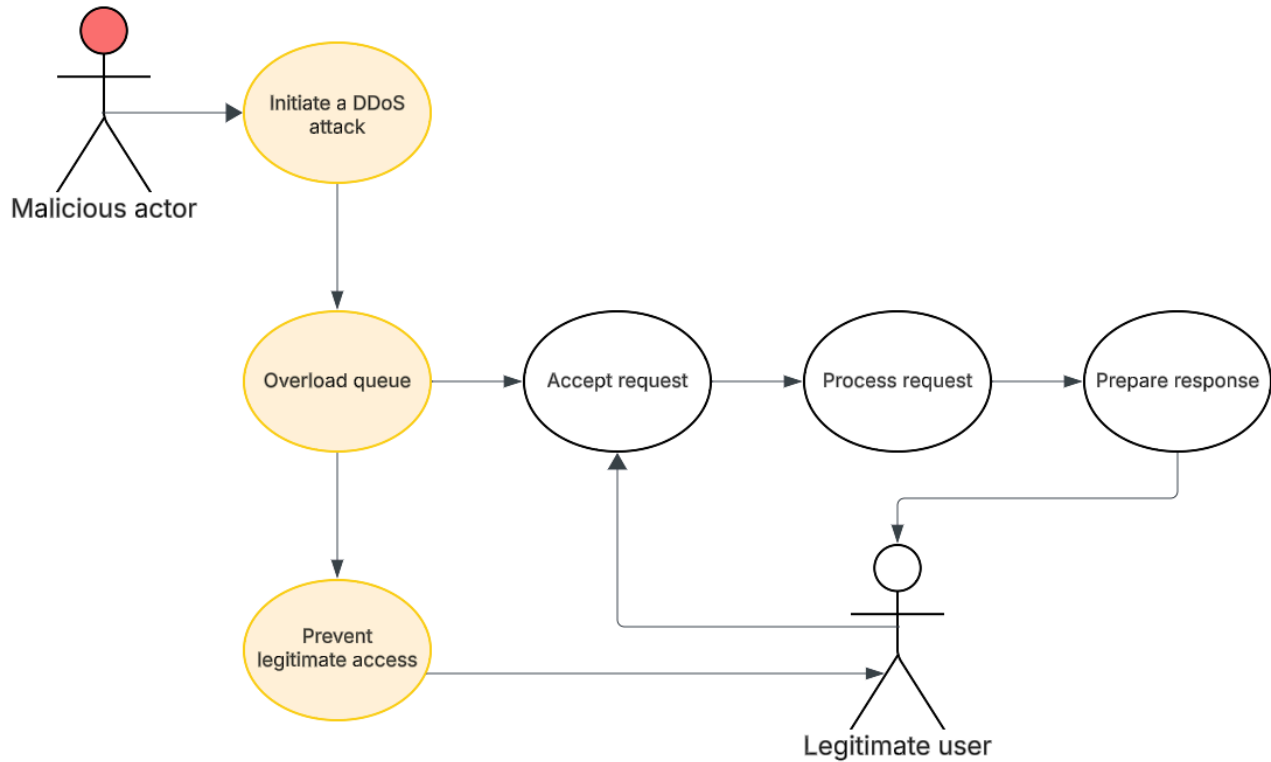 Initiate a DDoS
attack
Malicious actor
Overload queue
Accept request
Process request
Prepare response
Prevent
legitimate access
Legitimate user